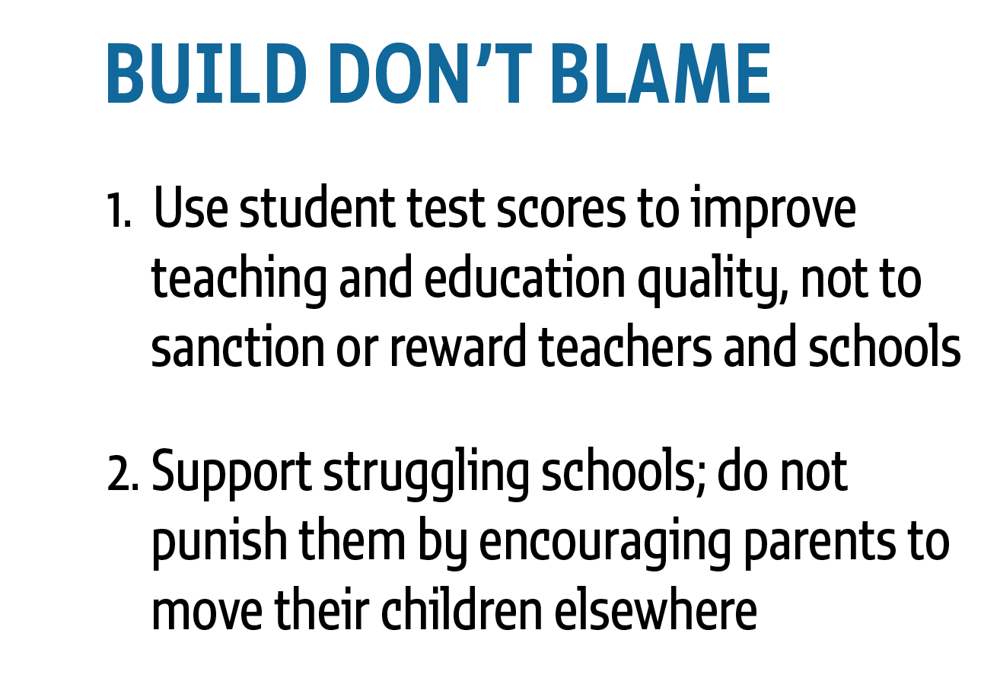 BUILD DON’T BLAME
1. Use student test scores to improve
teaching and education quality, not to
sanction or reward teachers and schools
2. Support struggling schools; do not
punish them by encouraging parents to
move their children elsewhere